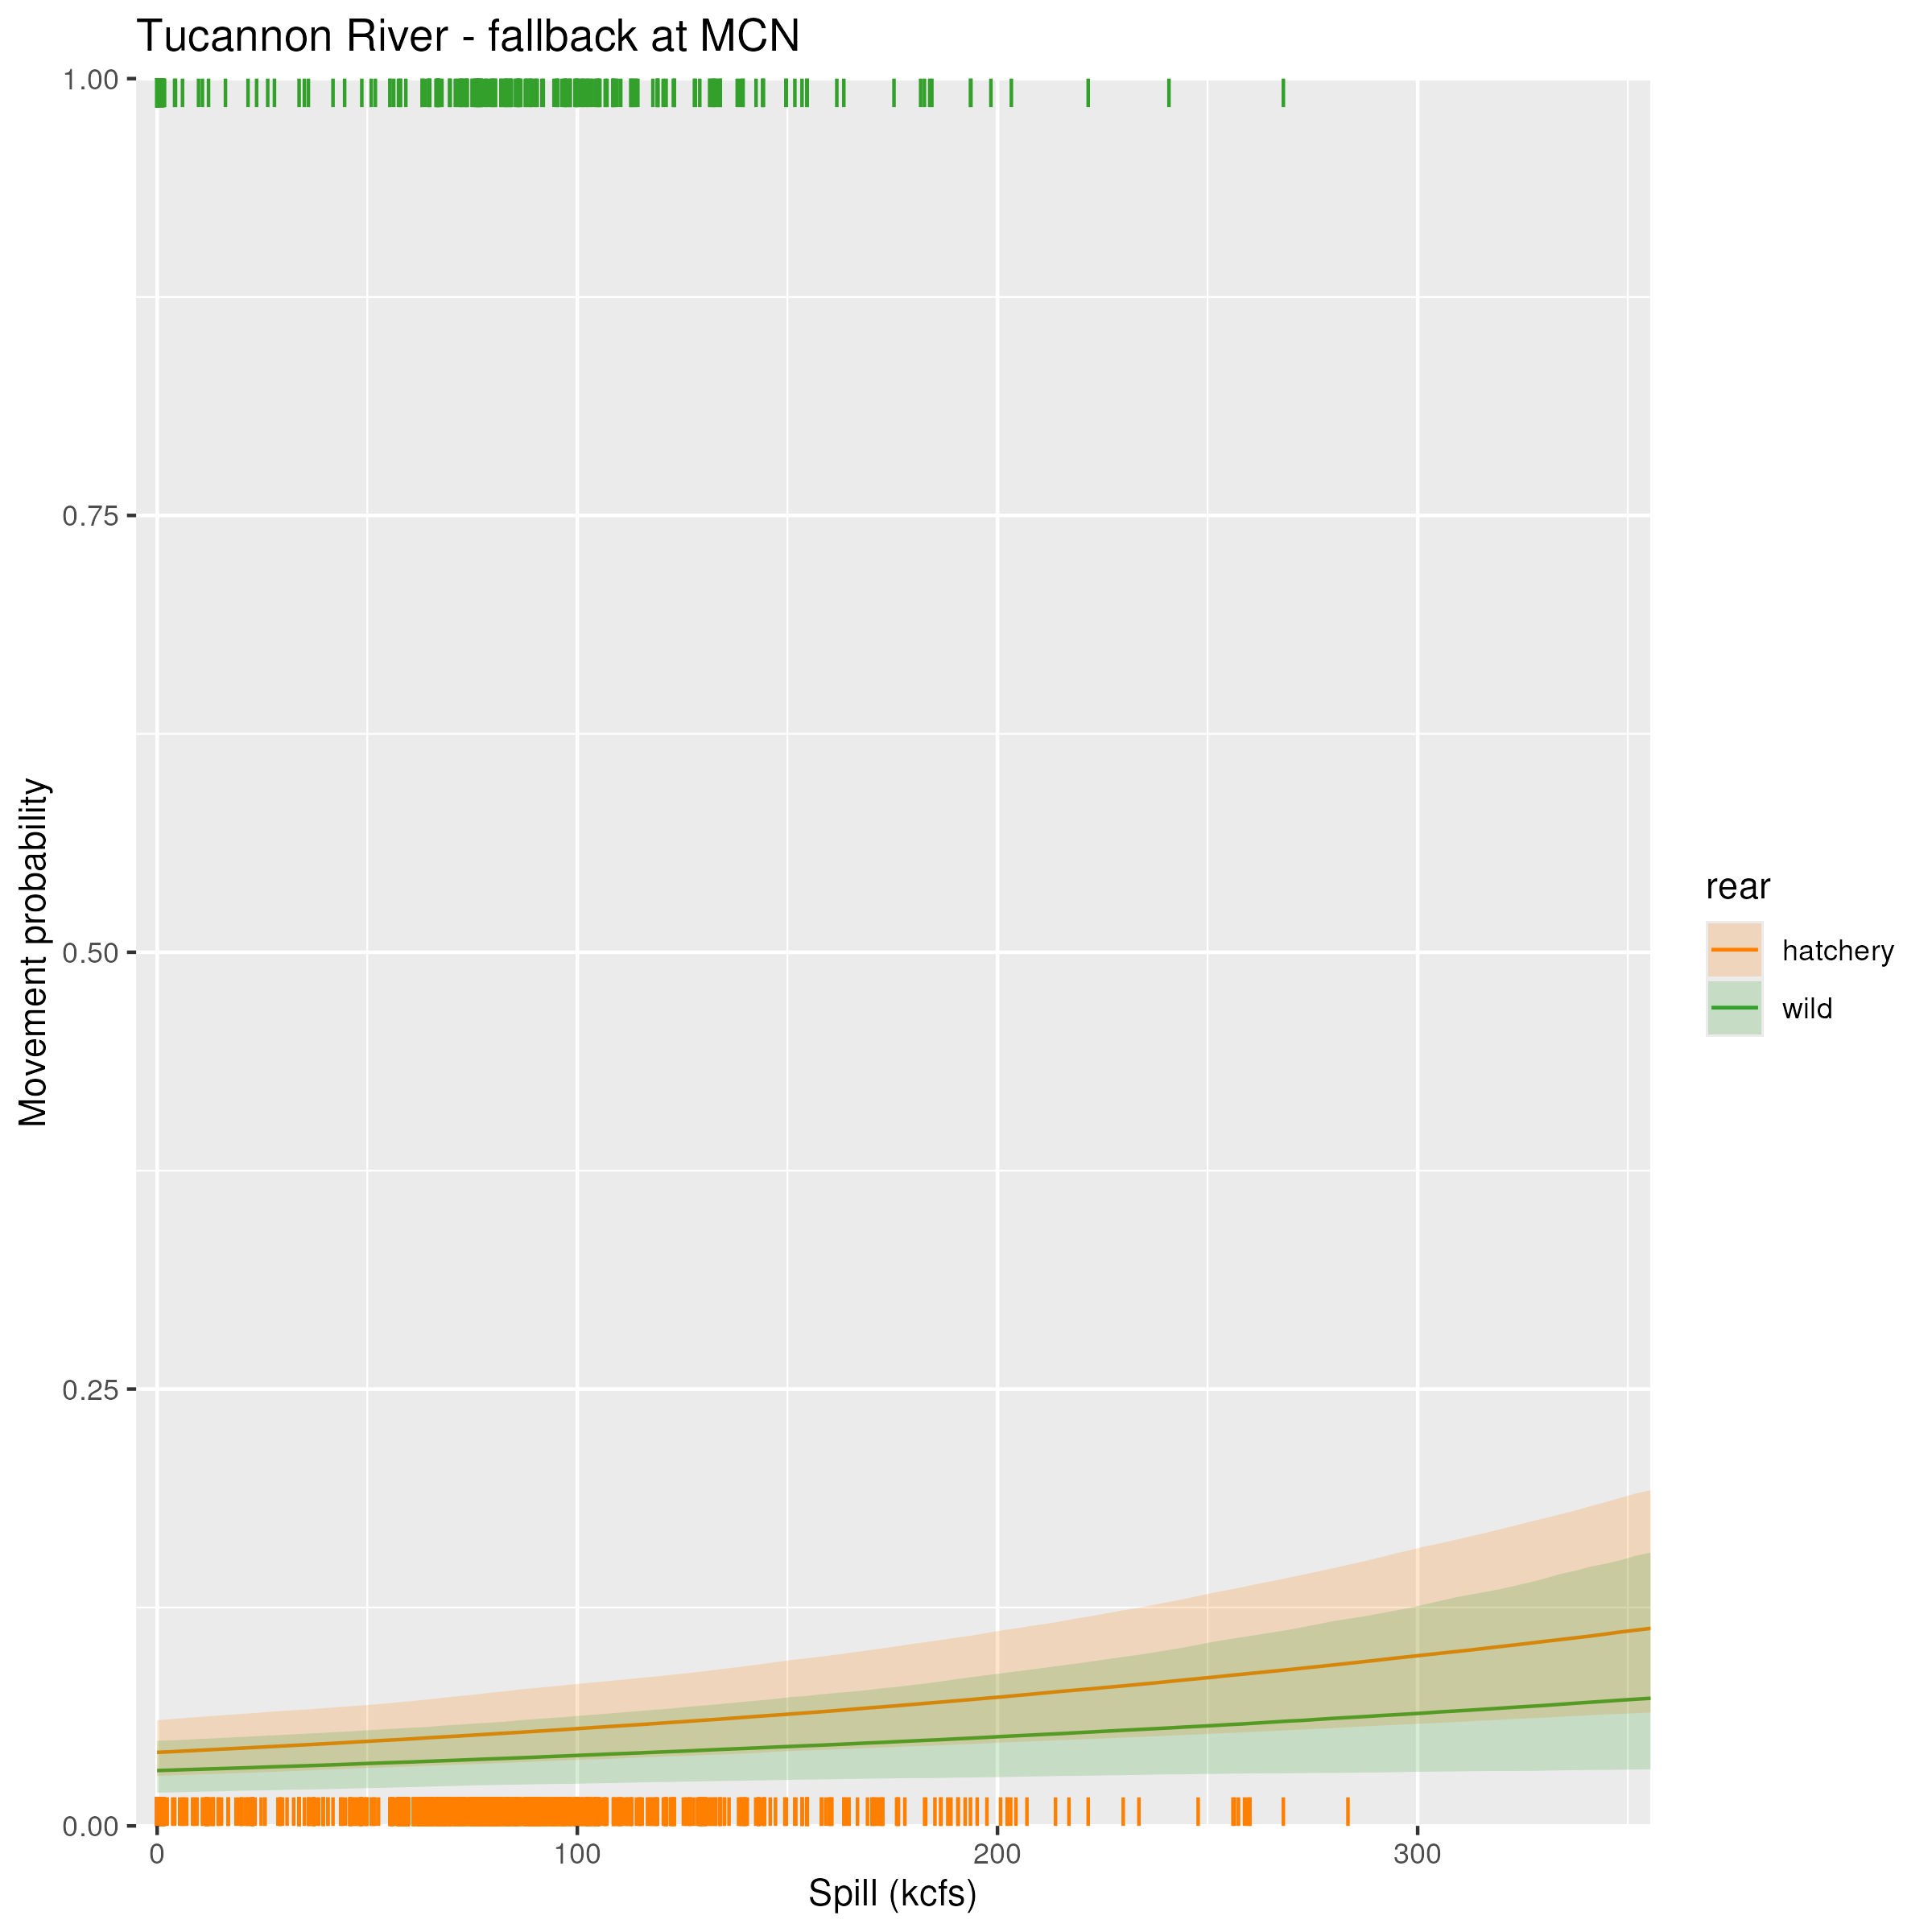 Tucannon River - fallback at MCN
1.00
0.75
0.50
0.25
0.00
Movement probability
0
100
200
300
Spill (kcfs)
rear
hatchery
wild